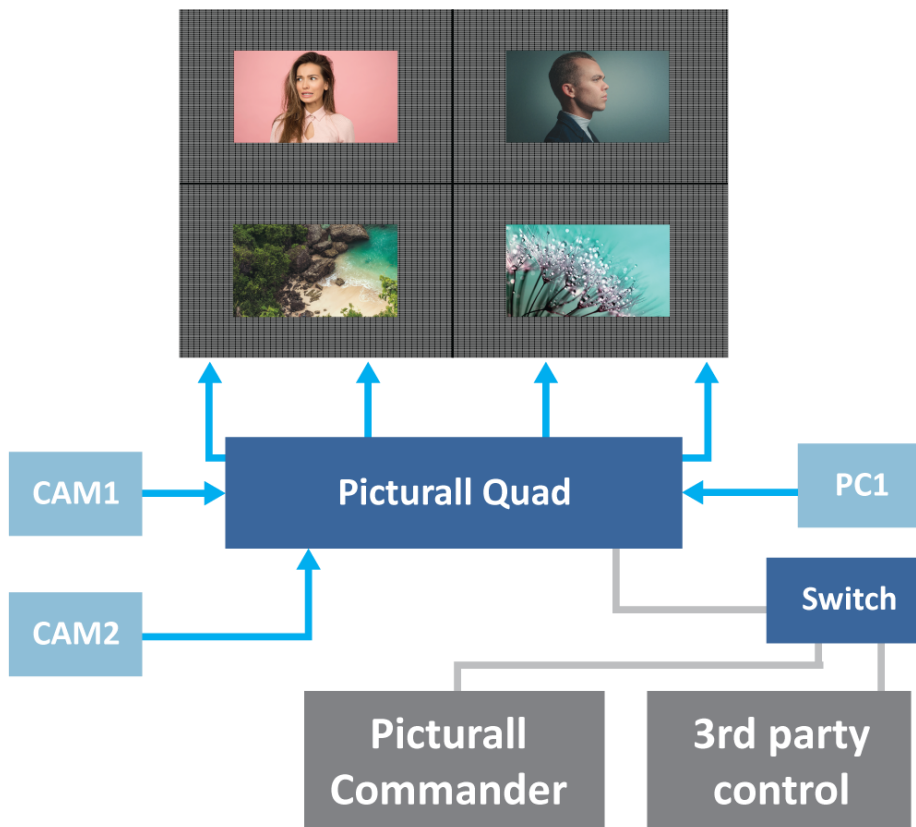 CAM1
Picturall Quad
PC1
CAM2
Switch
Picturall
Commander
3rd party
control